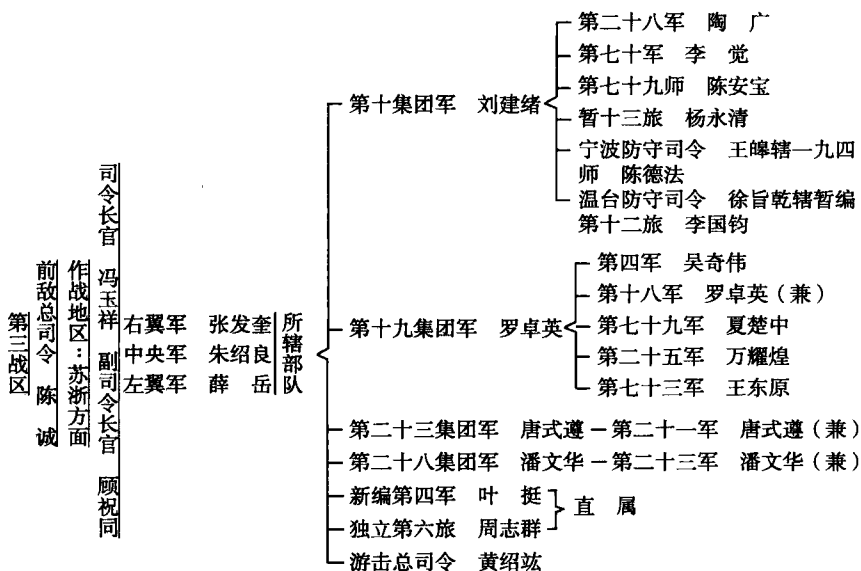 第三战区
前敌总司令 陈 诚
作战地区：苏浙方面
司令长官 冯玉祥 副司令长官 顾祝同
右翼军 张发奎
中央军 朱绍良
左翼军 薛 岳
所辖部队
第十集团军 刘建绪
第二十八军 陶 广
第七十军 李 觉
第七十九师 陈安宝
暂十三旅 杨永清
宁波防守司令 王皞辖一九四
师 陈德法
温台防守司令 徐旨乾辖暂编
第十二旅 李国钧
第十九集团军 罗卓英
第四军 吴奇伟
第十八军 罗卓英（兼）
第七十九军 夏楚中
第二十五军 万耀煌
第七十三军 王东原
第二十三集团军 唐式遵－第二十一军 唐式遵（兼）
第二十八集团军 潘文华－第二十三军 潘文华（兼）
新编第四军 叶 挺
独立第六旅 周志群
直 属
游击总司令 黄绍竑